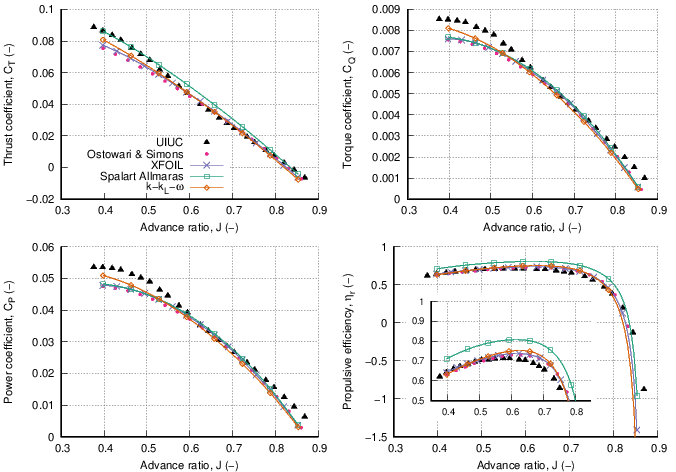 0.1
0.08
0.06
0.04
0.02
0
−0.02
Thrust coefficient, C_T (−)
UIUC
Ostowari & Simons
XFOIL
Spalart Allmaras
k−k_L−ω
0.3 0.4 0.5 0.6 0.7 0.8 0.9
Advance ratio, J (−)
0.009
0.008
0.007
0.006
0.005
0.004
0.003
0.002
0.001
0
Torque coefficient, C_Q (−)
0.3 0.4 0.5 0.6 0.7 0.8 0.9
Advance ratio, J (−)
0.06
0.05
0.04
0.03
0.02
0.01
0
Power coefficient, C_P (−)
0.3 0.4 0.5 0.6 0.7 0.8 0.9
Advance ratio, J (−)
1
0.5
0
−0.5
−1
−1.5
Propulsive efficiency, η_r (−)
1
0.9
0.8
0.7
0.6
0.5
0.4 0.5 0.6 0.7 0.8
0.3 0.4 0.5 0.6 0.7 0.8 0.9
Advance ratio, J (−)